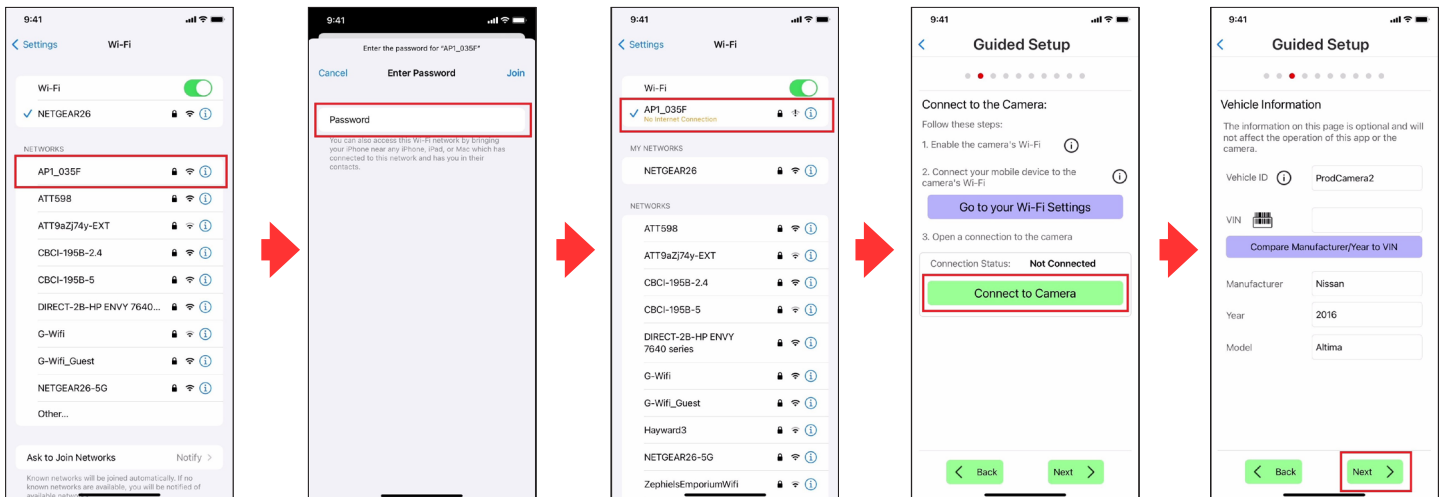 9:41
Settings
Wi-Fi
Wi-Fi
NETGEAR26
NETWORKS
AP1_035F
ATT598
ATT9aZj74y-EXT
CBCI-195B-2.4
CBCI-195B-5
DIRECT-2B-HP ENVY 7640...
G-Wifi
G-Wifi_Guest
NETGEAR26-5G
Other...
Ask to Join Networks
Notify
Known networks will be joined automatically. If no
known networks are available, you will be notified of
available
9:41
Enter the password for "AP1_035F"
Cancel
Enter Password
Join
Password
You can also access this Wi-Fi network by bringing
your iPhone near any iPhone, iPad, or Mac which has
connected to this network and has you in their
contacts.
9:41
Settings
Wi-Fi
Wi-Fi
AP1_035F
No Internet Connection
MY NETWORKS
NETGEAR26
NETWORKS
ATT598
ATT9aZj74y-EXT
CBCI-195B-2.4
CBCI-195B-5
DIRECT-2B-HP ENVY
7640 series
G-Wifi
G-Wifi_Guest
Hayward3
NETGEAR26-5G
ZephielsEmporiumWifi
9:41
Guided Setup
Connect to the Camera:
Follow these steps:
1. Enable the camera's Wi-Fi
2. Connect your mobile device to the
camera's Wi-Fi
Go to your Wi-Fi Settings
3. Open a connection to the camera
Connection Status: Not Connected
Connect to Camera
Back
Next
9:41
Guided Setup
Vehicle Information
The information on this page is optional and will
not affect the operation of this app or the
camera.
Vehicle ID
ProdCamera2
VIN
Compare Manufacturer/Year to VIN
Manufacturer
Nissan
Year
2016
Model
Altima
Back
Next